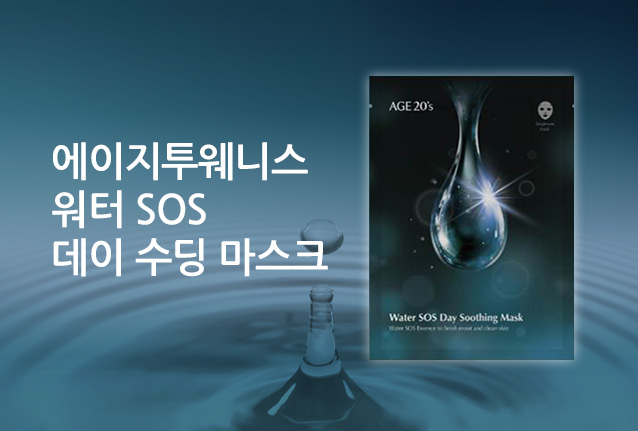 에이지투웨니스
워터 SOS
데이 수딩 마스크
AGE 20's
Water SOS Day Soothing Mask
Water SOS Essence to finish moist and clean skin